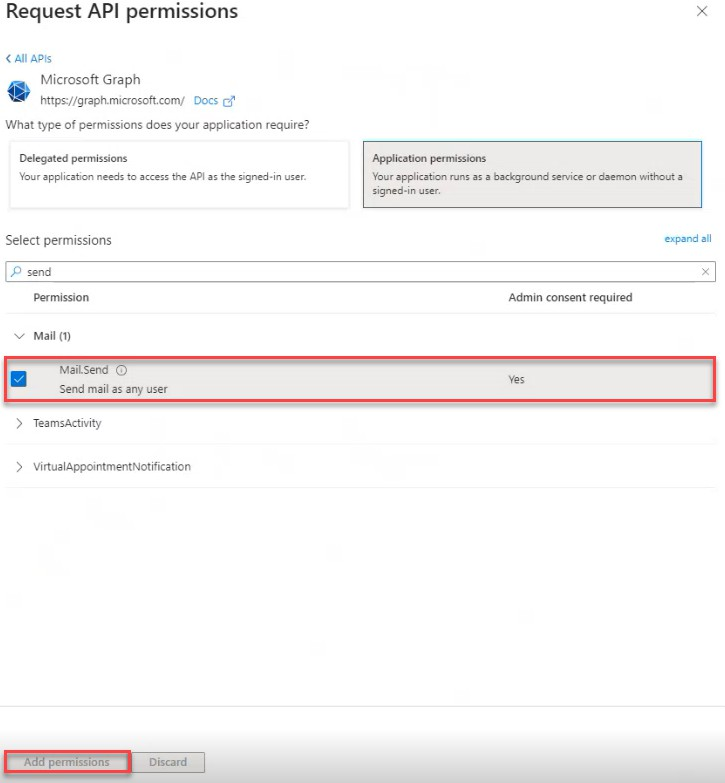 Request API permissions
All APIs
Microsoft Graph
https://graph.microsoft.com/ Docs
What type of permissions does your application require?
Delegated permissions
Your application needs to access the API as the signed-in user.
Application permissions
Your application runs as a background service or daemon without a
signed-in user.
Select permissions
expand all
send
Permission
Admin consent required
Mail (1)
Mail.Send
Send mail as any user
Yes
TeamsActivity
VirtualAppointmentNotification
Add permissions
Discard